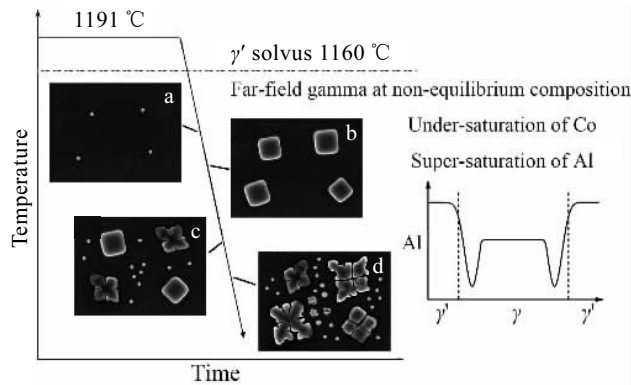 1191 ℃
γ′ solvus 1160 ℃
Far-field gamma at non-equilibrium composition
Under-saturation of Co
Super-saturation of Al
a
b
c
d
Temperature
Time
Al
γ′ γ γ′